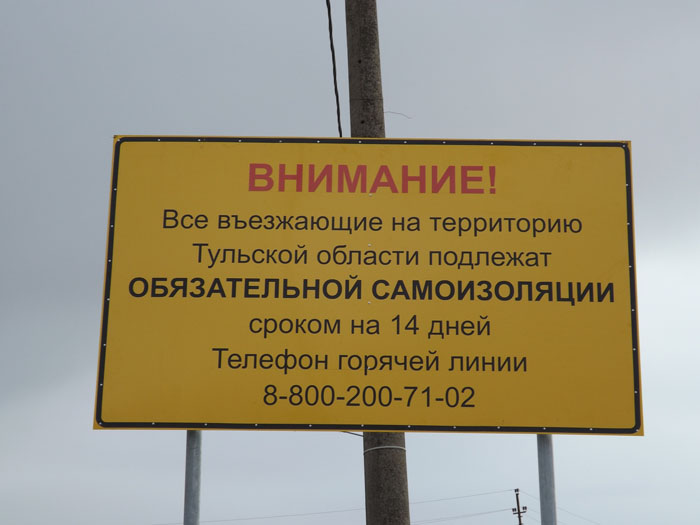 ВНИМАНИЕ!
Все въезжающие на территорию
Тульской области подлежат
ОБЯЗАТЕЛЬНОЙ САМОИЗОЛЯЦИИ
сроком на 14 дней
Телефон горячей линии
8-800-200-71-02